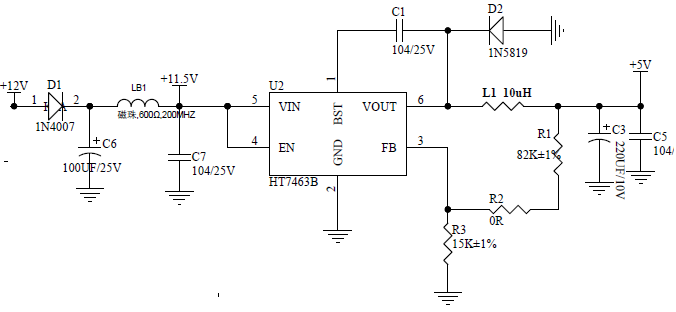 C1
104/25V
D2
1N5819
+12V
D1
1
2
1N4007
LB1
磁珠,600Ω,200MHZ
+11.5V
C6
100UF/25V
C7
104/25V
U2
5
VIN
4
EN
1
BST
GND
2
VOUT
6
FB
3
HT7463B
L1 10uH
+5V
R1
82K±1%
R2
0R
R3
15K±1%
C3
220UF/10V
C5
104/